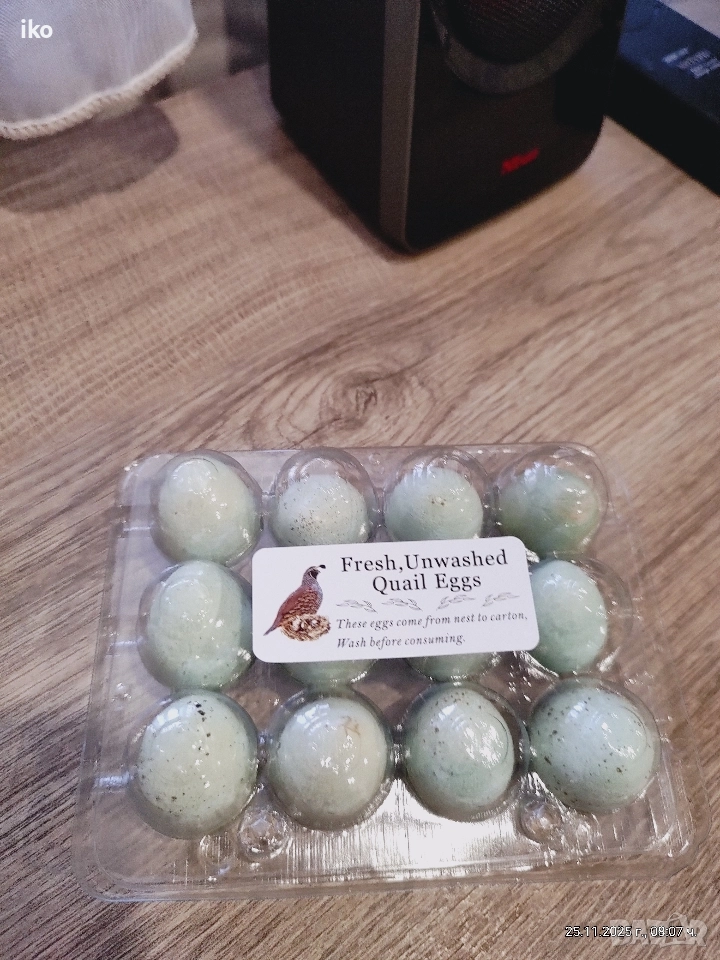 iko
Fresh,Unwashed
Quail Eggs
These eggs come from nest to carton,
Wash before consuming.
25.11.2025 г., 09:07 ч.